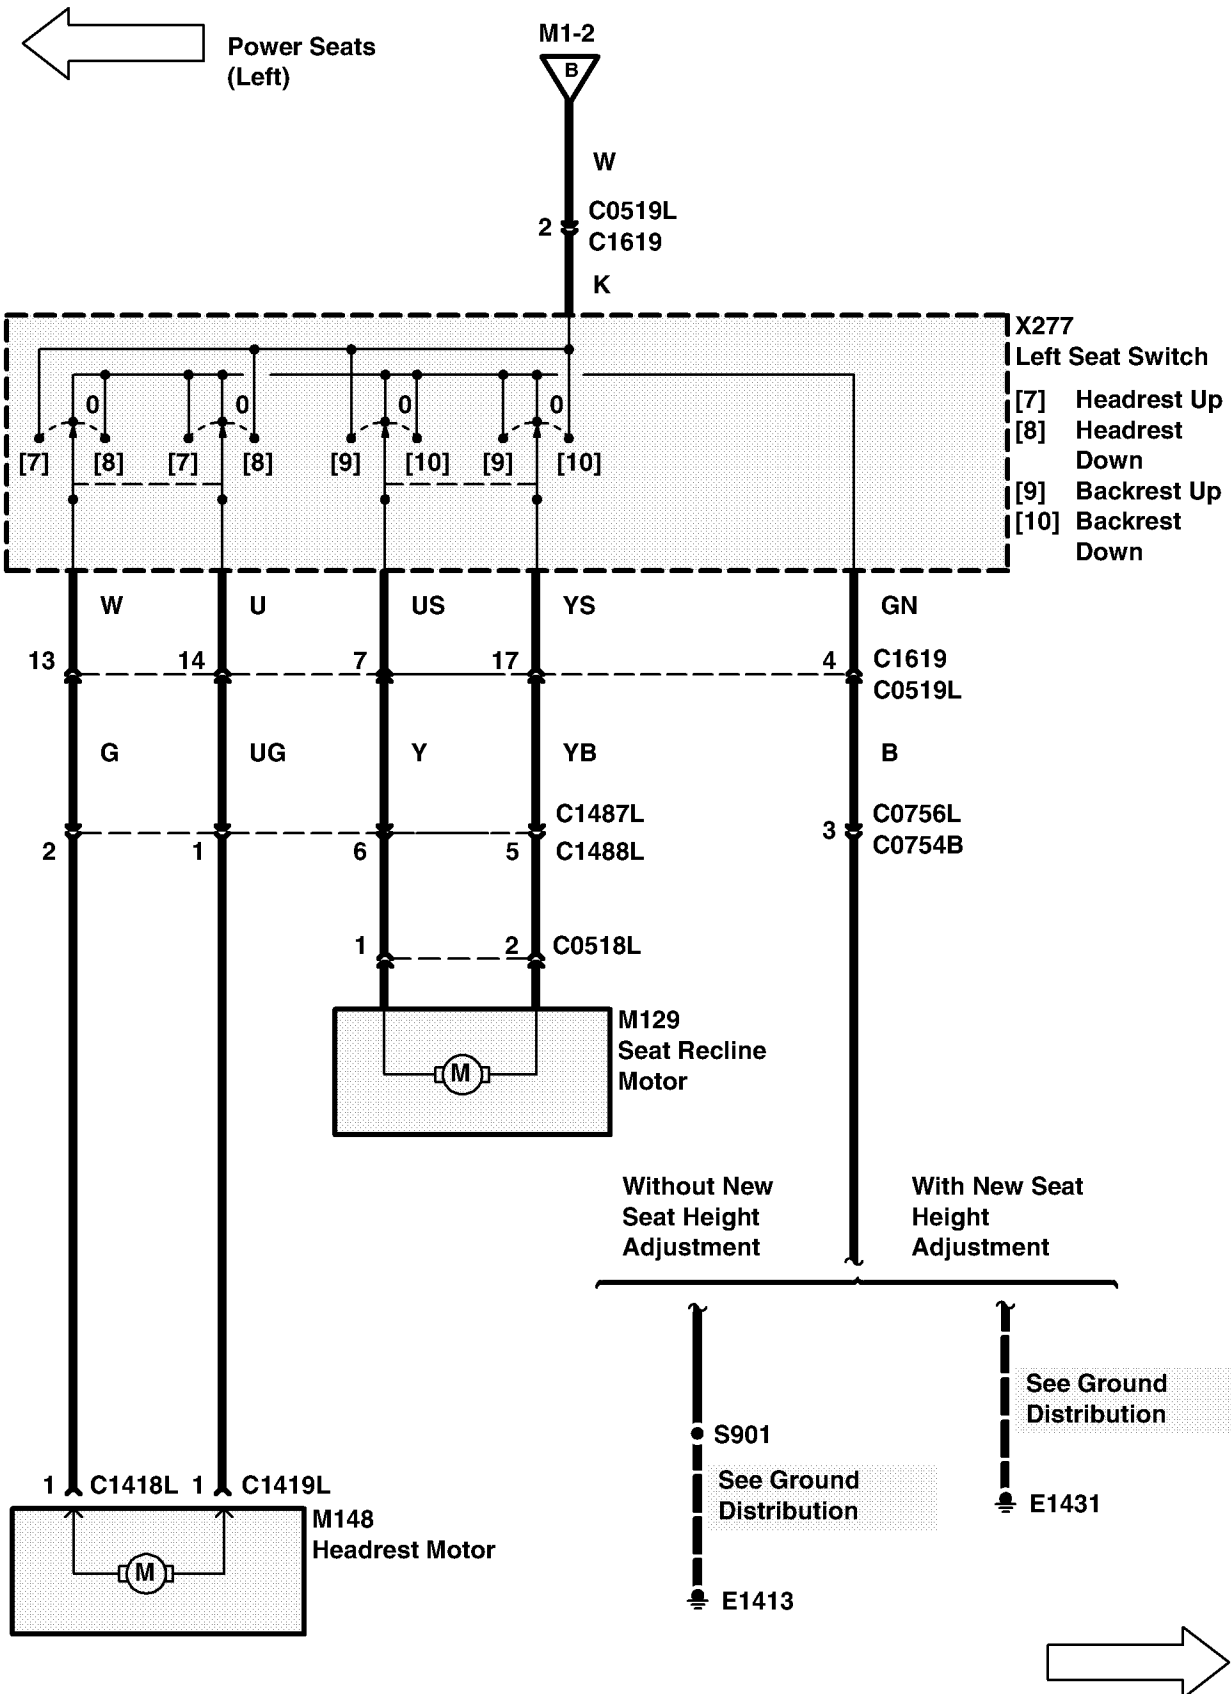 Power Seats
(Left)
M1-2
B
W
C0519L
2
C1619
K
X277
Left Seat Switch
[7] Headrest Up
[8] Headrest
Down
[9] Backrest Up
[10] Backrest
Down
0 0 0 0
[7] [8] [7] [8] [9] [10] [9] [10]
W U US YS GN
13 14 7 17 4 C1619
C0519L
G UG Y YB B
C1487L C0756L
3
2 1 6 5 C1488L C0754B
1 2 C0518L
M129
Seat Recline
Motor
M
Without New
Seat Height
Adjustment
With New Seat
Height
Adjustment
See Ground
Distribution
S901
See Ground
Distribution
E1431
1 C1418L 1 C1419L
M148
Headrest Motor
M
E1413